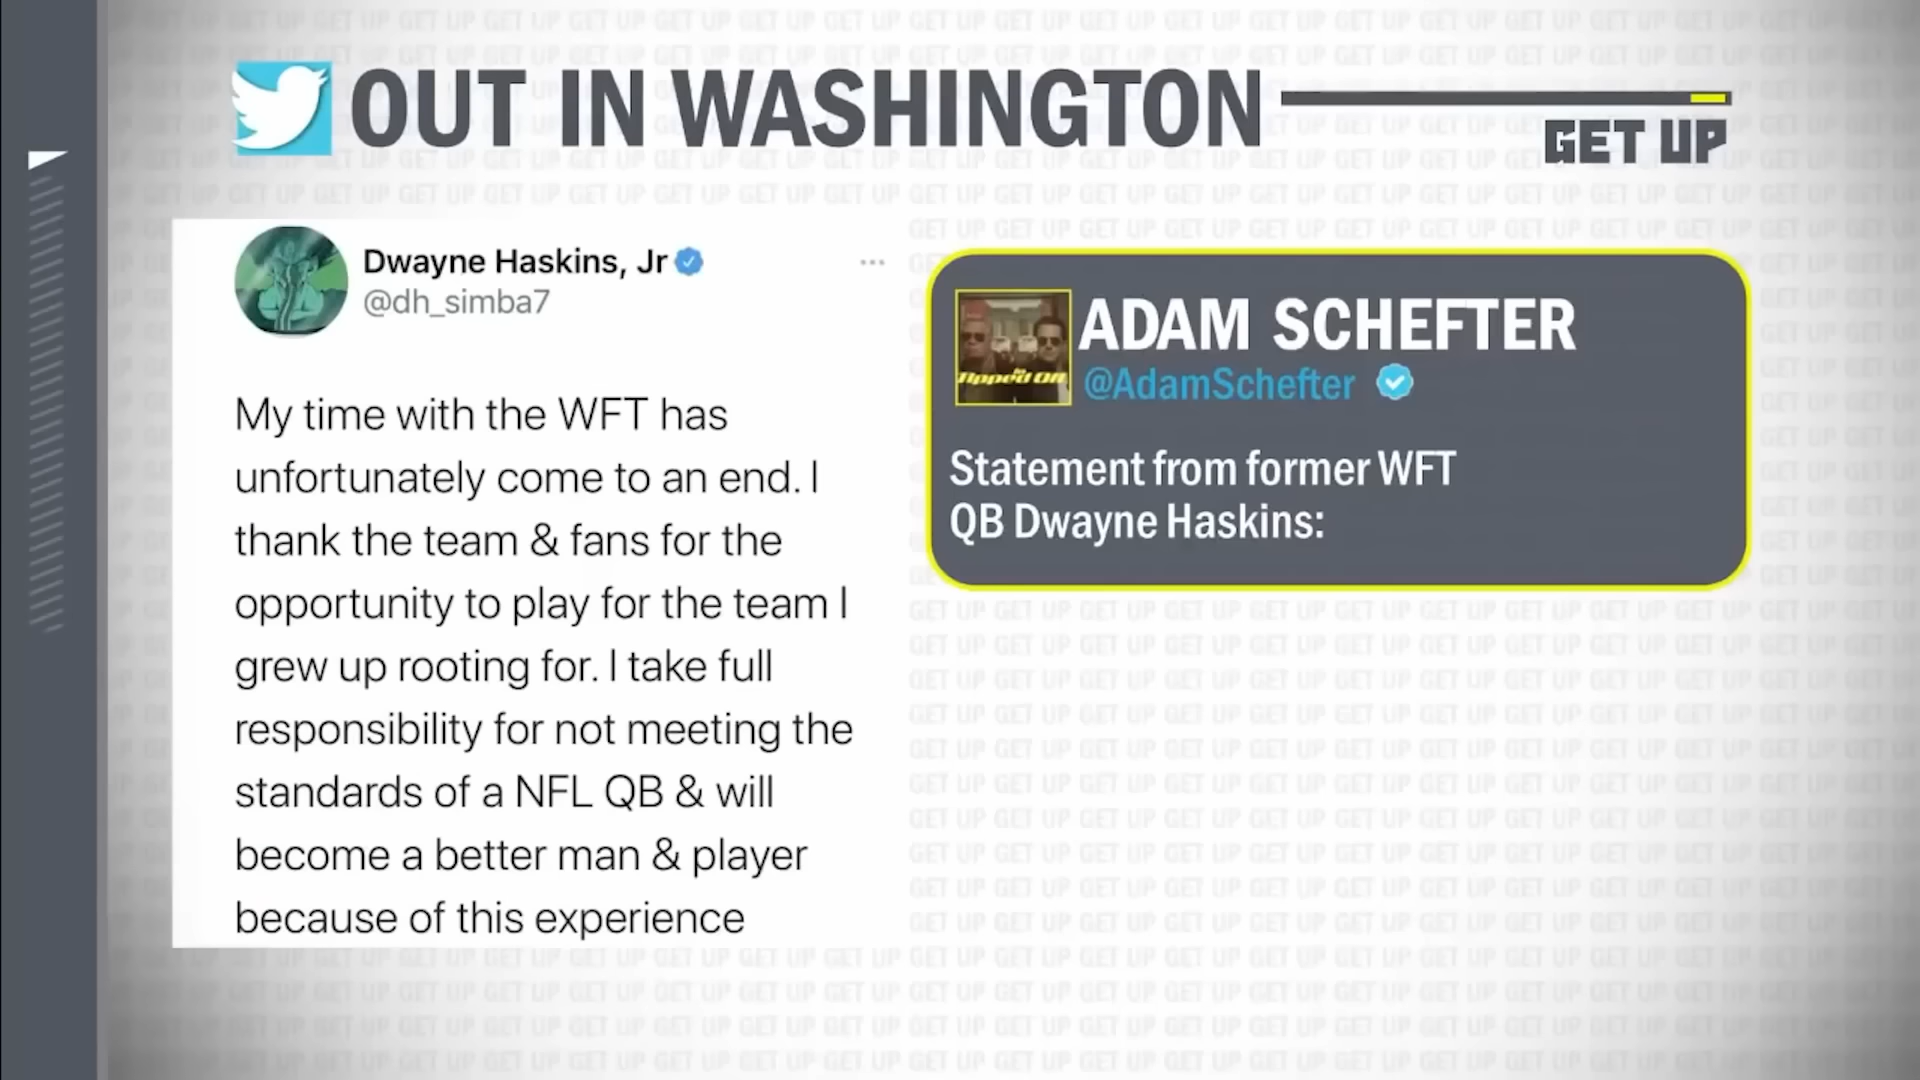 OUT IN WASHINGTON
GET UP
Dwayne Haskins, Jr
@dh_simba7
My time with the WFT has
unfortunately come to an end. I
thank the team & fans for the
opportunity to play for the team I
grew up rooting for. I take full
responsibility for not meeting the
standards of a NFL QB & will
become a better man & player
because of this experience
ADAM SCHEFTER
@AdamSchefter
Statement from former WFT
QB Dwayne Haskins: